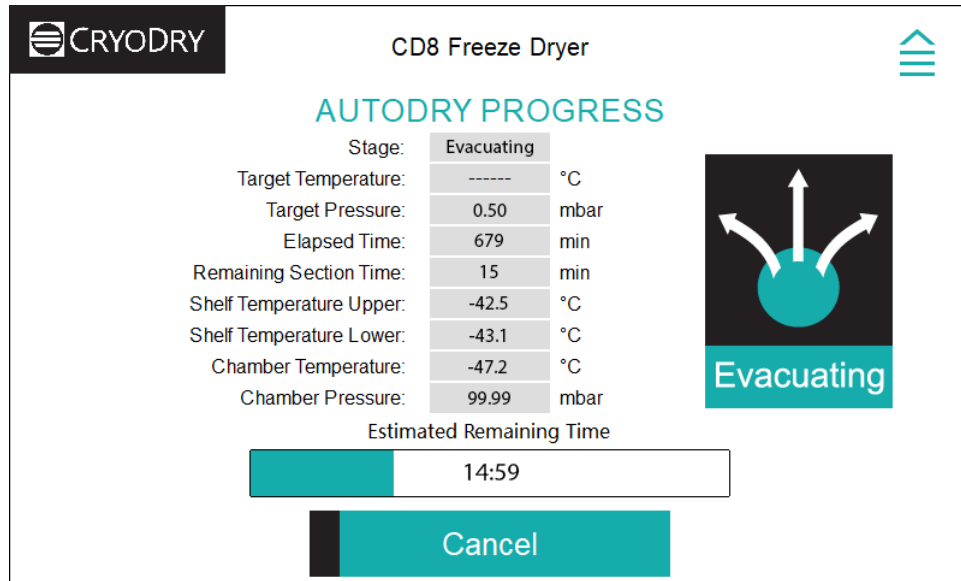 CRYODRY
CD8 Freeze Dryer
AUTODRY PROGRESS
Stage: Evacuating
Target Temperature: ------ °C
Target Pressure: 0.50 mbar
Elapsed Time: 679 min
Remaining Section Time: 15 min
Shelf Temperature Upper: -42.5 °C
Shelf Temperature Lower: -43.1 °C
Chamber Temperature: -47.2 °C
Chamber Pressure: 99.99 mbar
Evacuating
Estimated Remaining Time
14:59
Cancel